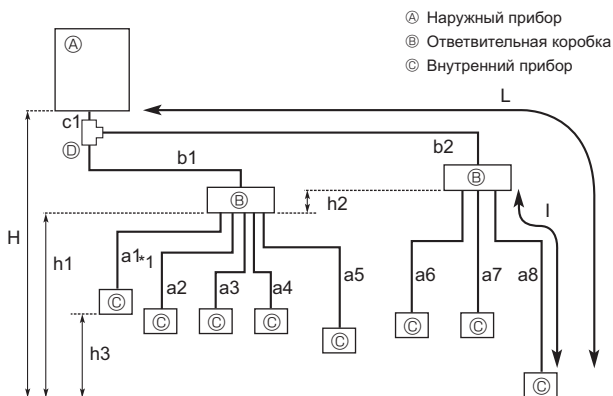 Ⓐ Наружный прибор
Ⓑ Ответвительная коробка
Ⓒ Внутренний прибор
Ⓐ
L
c1
Ⓓ
b1
b2
Ⓑ
Ⓑ
h2
H
h1
l
a1*1
a2
a3
a4
a5
a6
a7
a8
Ⓒ
Ⓒ
Ⓒ
Ⓒ
Ⓒ
Ⓒ
Ⓒ
h3
Ⓒ